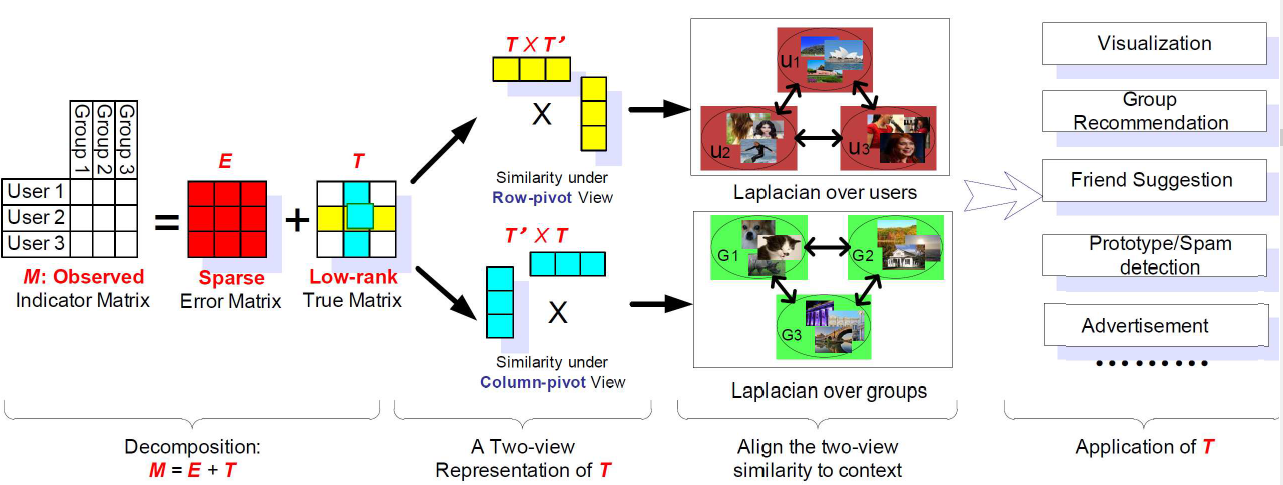 Group 1
Group 2
Group 3
User 1
User 2
User 3
M: Observed
Indicator Matrix
=
E
Sparse
Error Matrix
+
T
Low-rank
True Matrix
T X T’
X
Similarity under
Row-pivot View
T’ X T
X
Similarity under
Column-pivot View
u1
u2
u3
Laplacian over users
G1
G2
G3
Laplacian over groups
Visualization
Group
Recommendation
Friend Suggestion
Prototype/Spam
detection
Advertisement
.........
Decomposition:
M = E + T
A Two-view
Representation of T
Align the two-view
similarity to context
Application of T